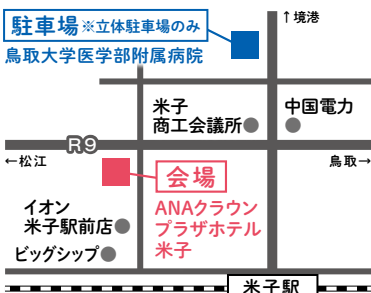 駐車場※立体駐車場のみ
鳥取大学医学部附属病院
↑境港
米子
商工会議所
中国電力
R9
←松江
鳥取→
会場
ANAクラウン
プラザホテル
米子
イオン
米子駅前店
ビッグシップ
米子駅